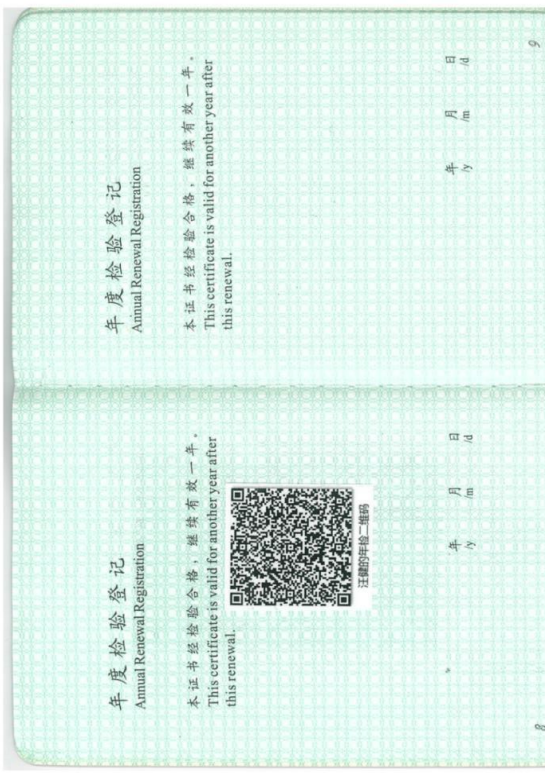 年度检验登记
Annual Renewal Registration
本证书经检验合格，继续有效一年。
This certificate is valid for another year after
this renewal.
汪健的年检二维码
年 月 日
/y /m /d
8
年度检验登记
Annual Renewal Registration
本证书经检验合格，继续有效一年。
This certificate is valid for another year after
this renewal.
年 月 日
/y /m /d
9